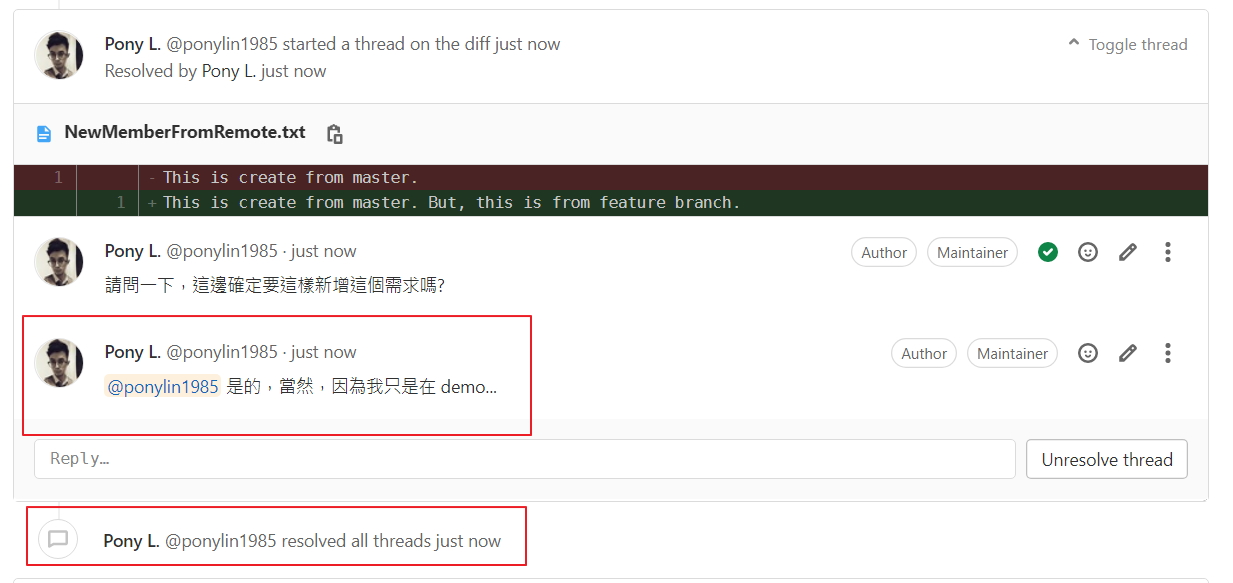 Pony L. @ponylin1985 started a thread on the diff just now
Toggle thread
Resolved by Pony L. just now
NewMemberFromRemote.txt
1 - This is create from master.
1 + This is create from master. But, this is from feature branch.
Pony L. @ponylin1985 · just now
Author Maintainer
請問一下，這邊確定要這樣新增這個需求嗎?
Pony L. @ponylin1985 · just now
Author Maintainer
@ponylin1985 是的，當然，因為我只是在 demo...
Reply…
Unresolve thread
Pony L. @ponylin1985 resolved all threads just now